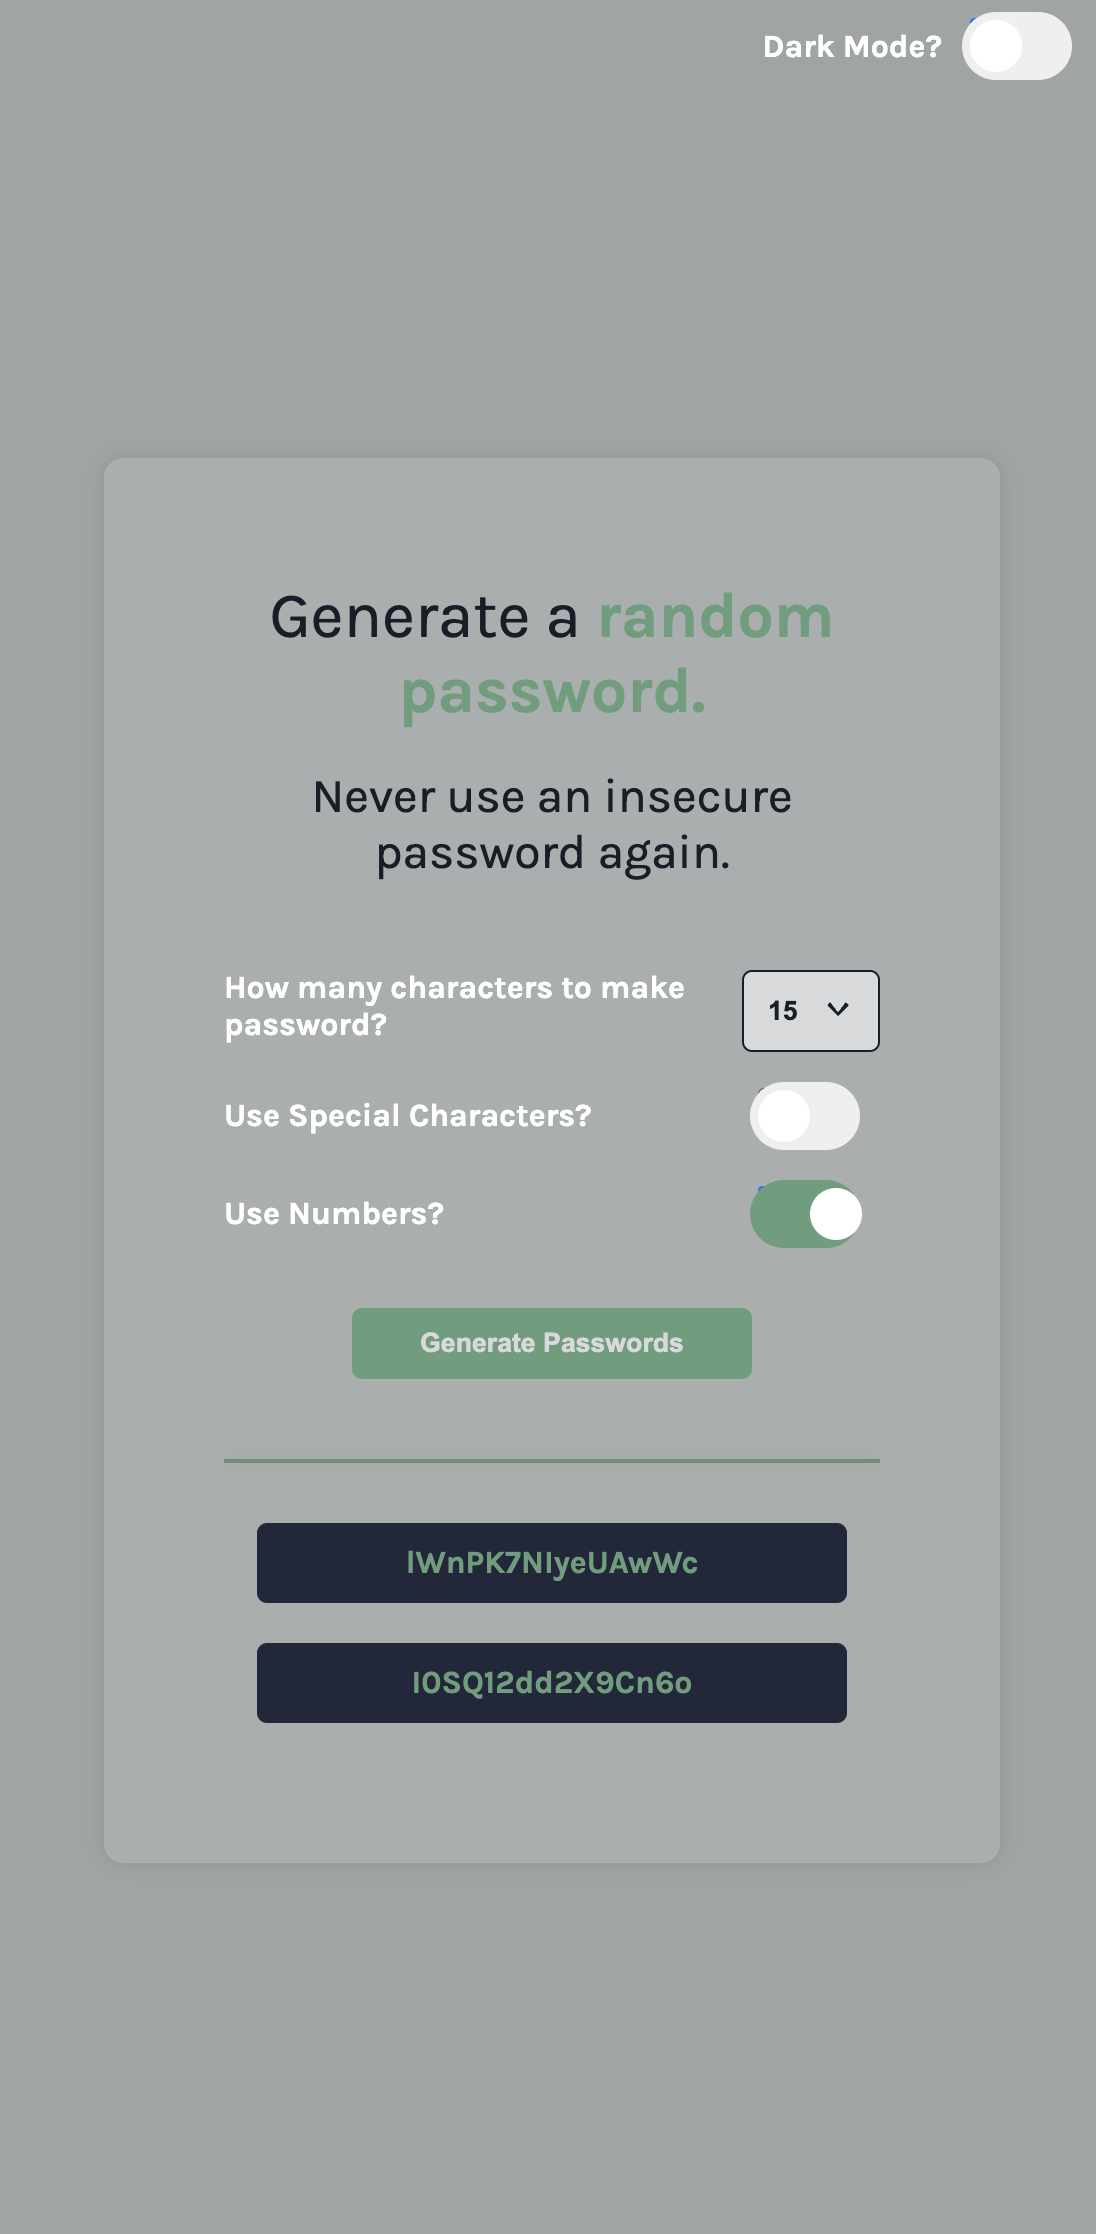 Dark Mode?
Generate a random
password.
Never use an insecure
password again.
How many characters to make
password?
15
Use Special Characters?
Use Numbers?
Generate Passwords
lWnPK7NIyeUAwWc
I0SQ12dd2X9Cn6o